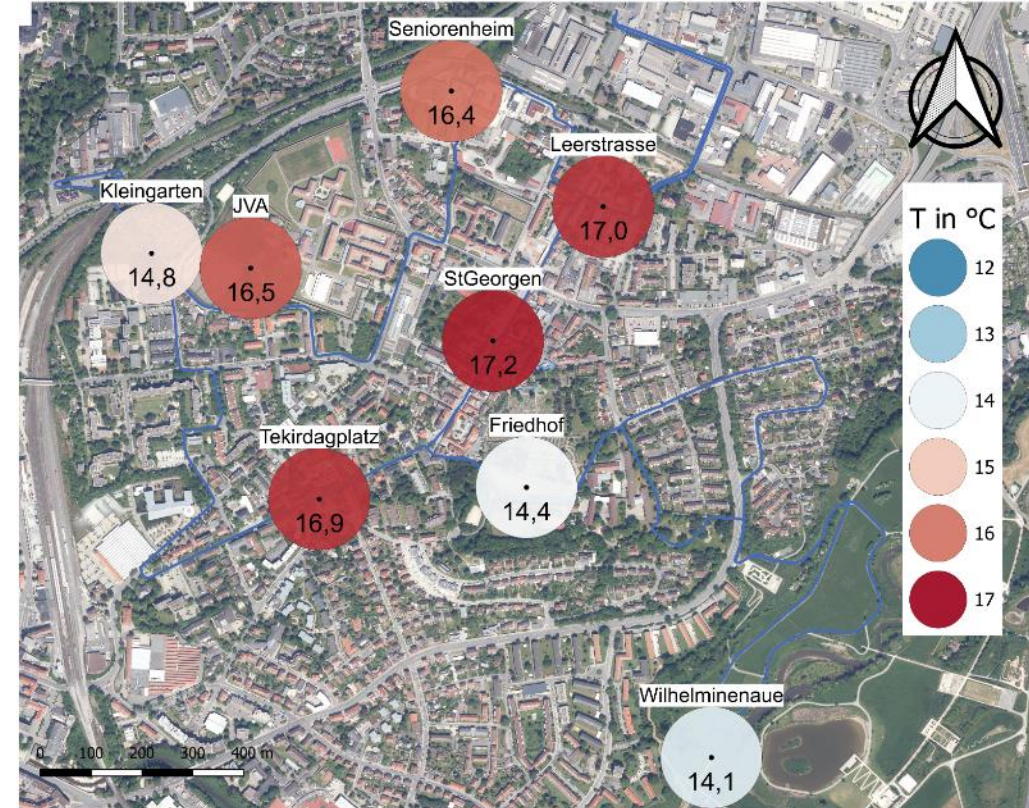 Seniorenheim
16,4
Leerstrasse
17,0
Kleingarten
14,8
JVA
16,5
StGeorgen
17,2
Tekirdagplatz
16,9
Friedhof
14,4
Wilhelminenaue
14,1
T in °C
12
13
14
15
16
17
0 100 200 300 400 m